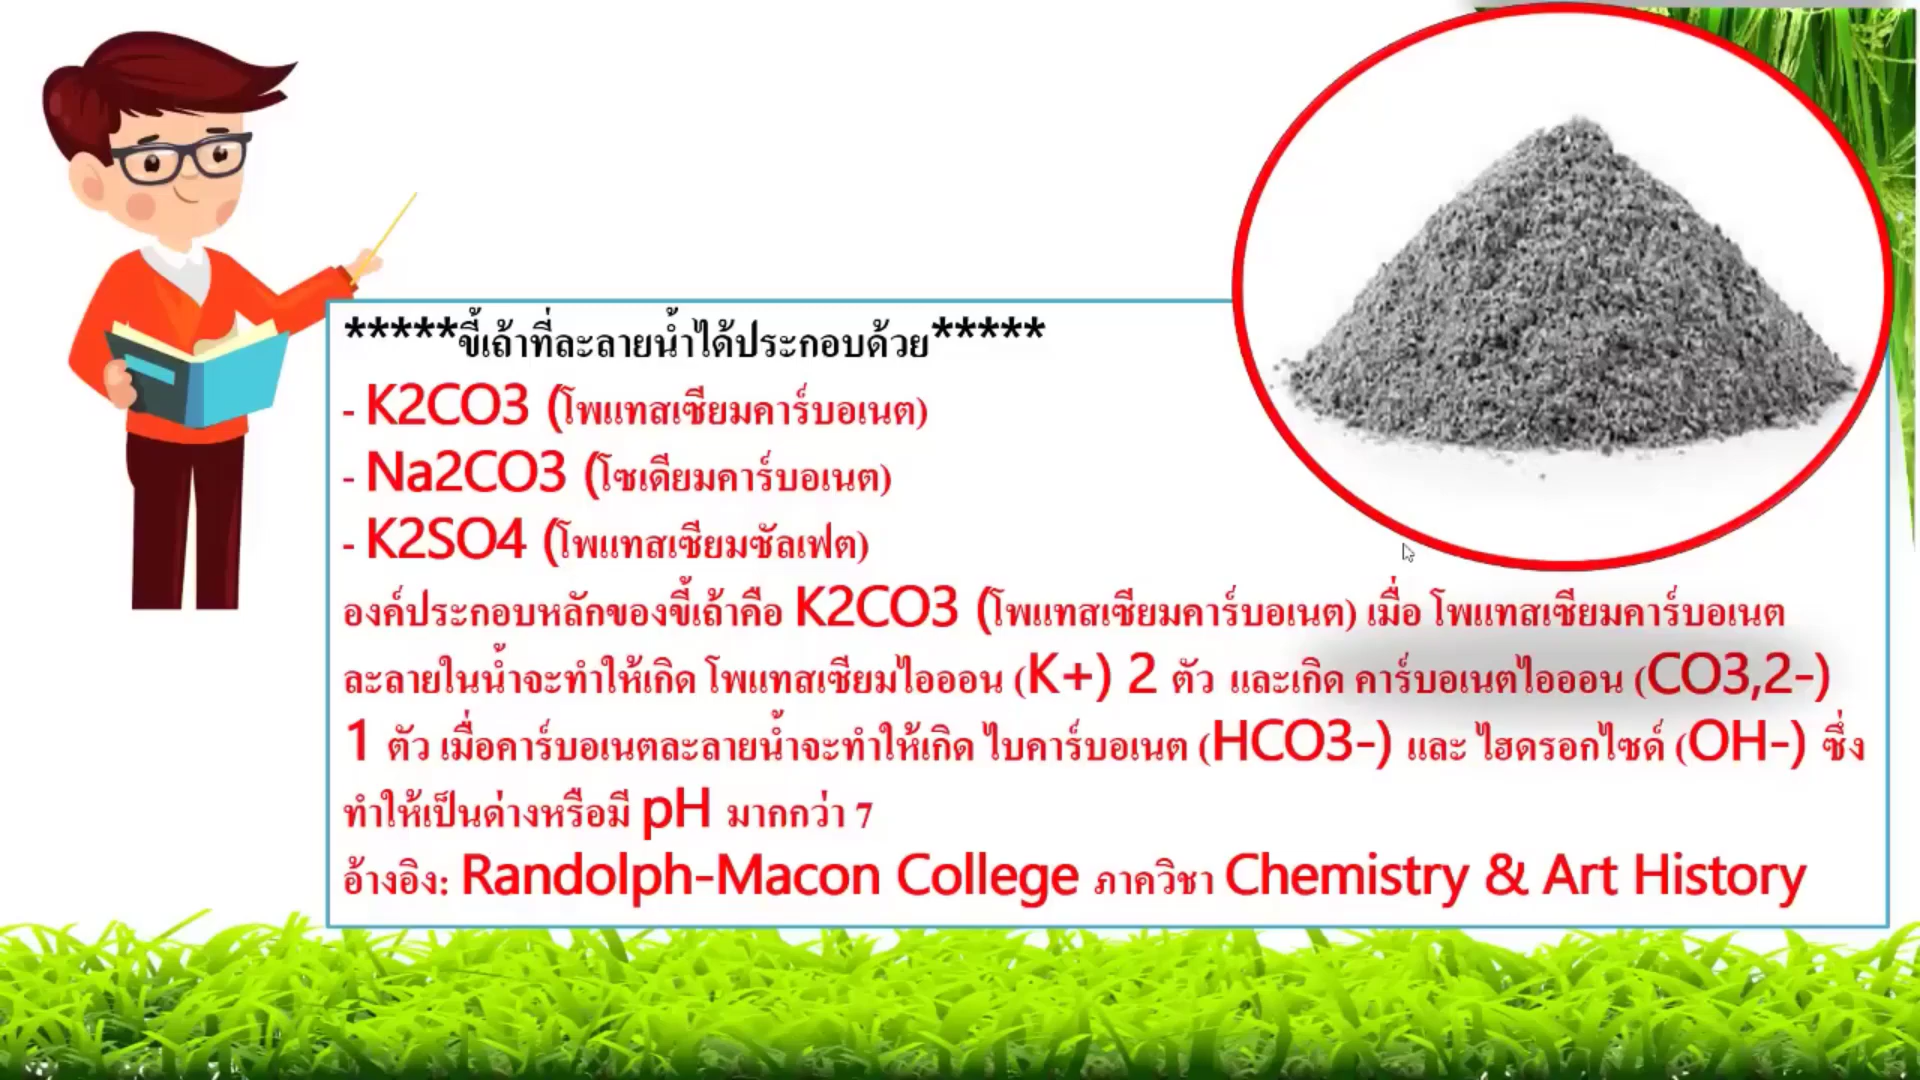 *****ขี้เถ้าที่ละลายน้ำได้ประกอบด้วย*****
- K2CO3 (โพแทสเซียมคาร์บอเนต)
- Na2CO3 (โซเดียมคาร์บอเนต)
- K2SO4 (โพแทสเซียมซัลเฟต)
องค์ประกอบหลักของขี้เถ้าคือ K2CO3 (โพแทสเซียมคาร์บอเนต) เมื่อ โพแทสเซียมคาร์บอเนต
ละลายในน้ำจะทำให้เกิด โพแทสเซียมไอออน (K+) 2 ตัว และเกิด คาร์บอเนตไอออน (CO3,2-)
1 ตัว เมื่อคาร์บอเนตละลายน้ำจะทำให้เกิด ไบคาร์บอเนต (HCO3-) และ ไฮดรอกไซด์ (OH-) ซึ่ง
ทำให้เป็นด่างหรือมี pH มากกว่า 7
อ้างอิง: Randolph-Macon College ภาควิชา Chemistry & Art History